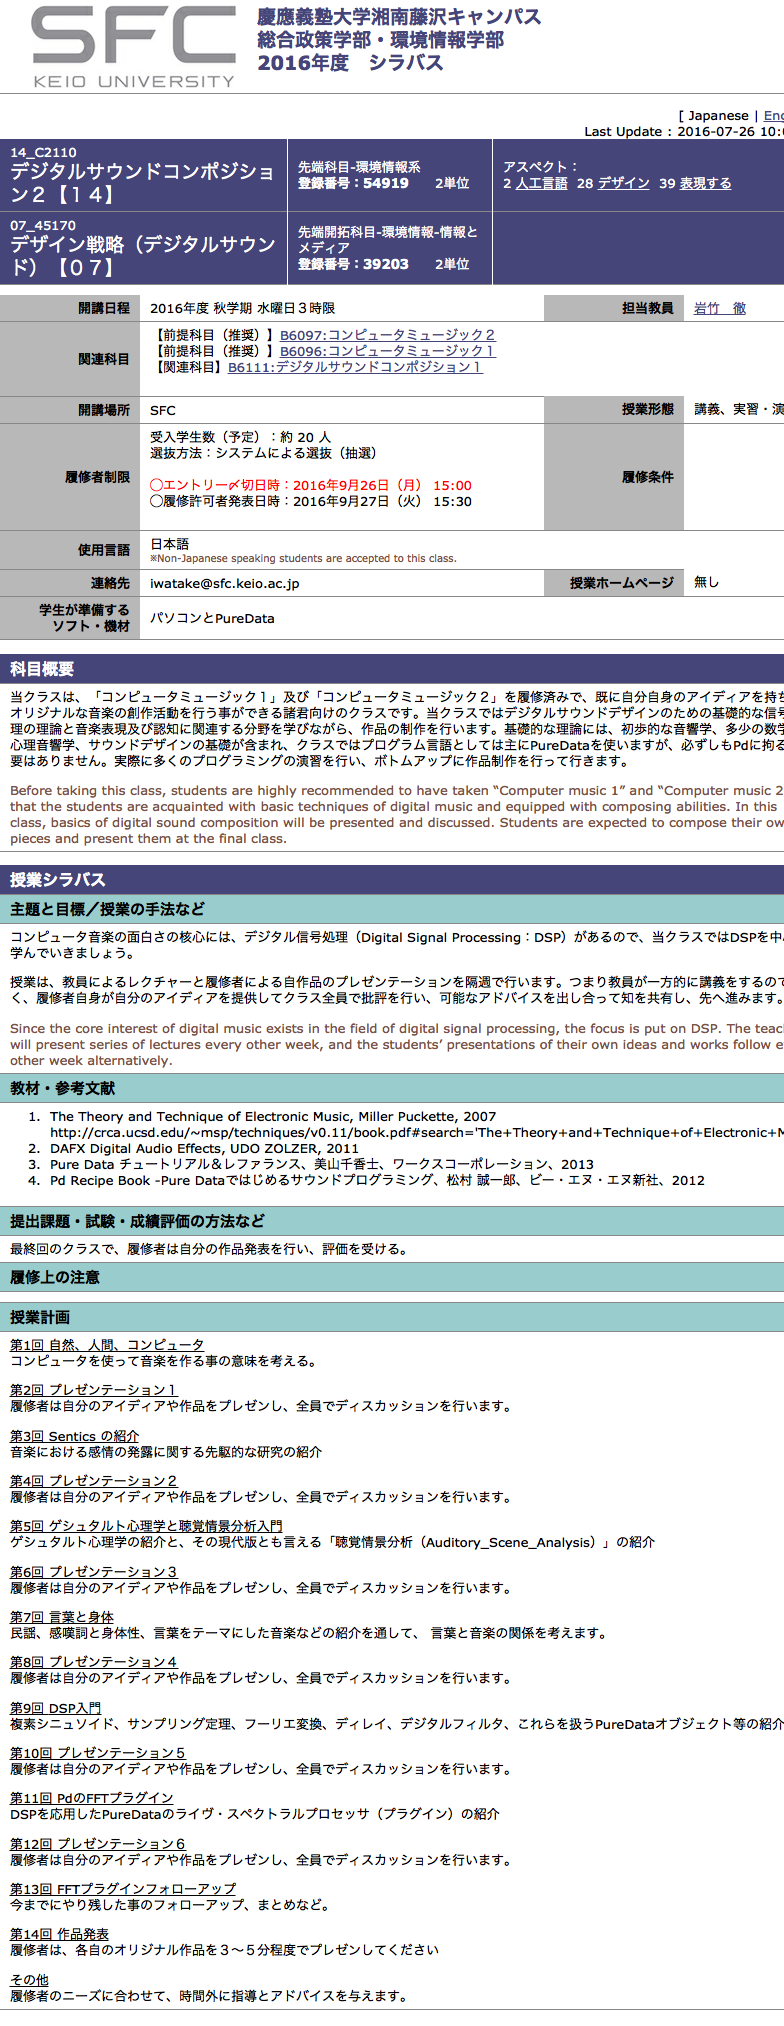 SFC
KEIO UNIVERSITY
慶應義塾大学湘南藤沢キャンパス
総合政策学部・環境情報学部
2016年度　シラバス
[ Japanese | Eng
Last Update : 2016-07-26 10:
14_C2110
デジタルサウンドコンポジショ
ン２【１４】
先端科目-環境情報系
登録番号：54919　　2単位
アスペクト：
2 人工言語　28 デザイン　39 表現する
07_45170
デザイン戦略（デジタルサウン
ド）【０７】
先端開拓科目-環境情報-情報と
メディア
登録番号：39203　　2単位
開講日程
2016年度 秋学期 水曜日３時限
担当教員
岩竹　徹
関連科目
【前提科目（推奨）】B6097:コンピュータミュージック２
【前提科目（推奨）】B6096:コンピュータミュージック１
【関連科目】B6111:デジタルサウンドコンポジション１
開講場所
SFC
授業形態
講義、実習・演
履修者制限
受入学生数（予定）：約 20 人
選抜方法：システムによる選抜（抽選）
◯エントリー〆切日時：2016年9月26日（月） 15:00
◯履修許可者発表日時：2016年9月27日（火） 15:30
履修条件
使用言語
日本語
※Non-Japanese speaking students are accepted to this class.
連絡先
iwatake@sfc.keio.ac.jp
授業ホームページ
無し
学生が準備する
ソフト・機材
パソコンとPureData
科目概要
当クラスは、「コンピュータミュージック１」及び「コンピュータミュージック２」を履修済みで、既に自分自身のアイディアを持ち
オリジナルな音楽の創作活動を行う事ができる諸君向けのクラスです。当クラスではデジタルサウンドデザインのための基礎的な信号
理の理論と音楽表現及び認知に関連する分野を学びながら、作品の制作を行います。基礎的な理論には、初歩的な音響学、多少の数学
心理音響学、サウンドデザインの基礎が含まれ、クラスではプログラム言語としては主にPureDataを使いますが、必ずしもPdに拘る
要はありません。実際に多くのプログラミングの演習を行い、ボトムアップに作品制作を行って行きます。
Before taking this class, students are highly recommended to have taken “Computer music 1” and “Computer music 2
that the students are acquainted with basic techniques of digital music and equipped with composing abilities. In this
class, basics of digital sound composition will be presented and discussed. Students are expected to compose their ow
pieces and present them at the final class.
授業シラバス
主題と目標／授業の手法など
コンピュータ音楽の面白さの核心には、デジタル信号処理（Digital Signal Processing：DSP）があるので、当クラスではDSPを中
学んでいきましょう。
授業は、教員によるレクチャーと履修者による自作品のプレゼンテーションを隔週で行います。つまり教員が一方的に講義をするので
く、履修者自身が自分のアイディアを提供してクラス全員で批評を行い、可能なアドバイスを出し合って知を共有し、先へ進みます。
Since the core interest of digital music exists in the field of digital signal processing, the focus is put on DSP. The teac
will present series of lectures every other week, and the students’ presentations of their own ideas and works follow e
other week alternatively.
教材・参考文献
1. The Theory and Technique of Electronic Music, Miller Puckette, 2007
http://crca.ucsd.edu/~msp/techniques/v0.11/book.pdf#search='The+Theory+and+Technique+of+Electronic+M
2. DAFX Digital Audio Effects, UDO ZOLZER, 2011
3. Pure Data チュートリアル＆レファランス、美山千香士、ワークスコーポレーション、2013
4. Pd Recipe Book -Pure Dataではじめるサウンドプログラミング、松村 誠一郎、ビー・エヌ・エヌ新社、2012
提出課題・試験・成績評価の方法など
最終回のクラスで、履修者は自分の作品発表を行い、評価を受ける。
履修上の注意
授業計画
第1回 自然、人間、コンピュータ
コンピュータを使って音楽を作る事の意味を考える。
第2回 プレゼンテーション１
履修者は自分のアイディアや作品をプレゼンし、全員でディスカッションを行います。
第3回 Sentics の紹介
音楽における感情の発露に関する先駆的な研究の紹介
第4回 プレゼンテーション２
履修者は自分のアイディアや作品をプレゼンし、全員でディスカッションを行います。
第5回 ゲシュタルト心理学と聴覚情景分析入門
ゲシュタルト心理学の紹介と、その現代版とも言える「聴覚情景分析（Auditory_Scene_Analysis）」の紹介
第6回 プレゼンテーション３
履修者は自分のアイディアや作品をプレゼンし、全員でディスカッションを行います。
第7回 言葉と身体
民謡、感嘆詞と身体性、言葉をテーマにした音楽などの紹介を通して、 言葉と音楽の関係を考えます。
第8回 プレゼンテーション４
履修者は自分のアイディアや作品をプレゼンし、全員でディスカッションを行います。
第9回 DSP入門
複素シニュソイド、サンプリング定理、フーリエ変換、ディレイ、デジタルフィルタ、これらを扱うPureDataオブジェクト等の紹介
第10回 プレゼンテーション５
履修者は自分のアイディアや作品をプレゼンし、全員でディスカッションを行います。
第11回 PdのFFTプラグイン
DSPを応用したPureDataのライヴ・スペクトラルプロセッサ（プラグイン）の紹介
第12回 プレゼンテーション６
履修者は自分のアイディアや作品をプレゼンし、全員でディスカッションを行います。
第13回 FFTプラグインフォローアップ
今までにやり残した事のフォローアップ、まとめなど。
第14回 作品発表
履修者は、各自のオリジナル作品を３〜５分程度でプレゼンしてください
その他
履修者のニーズに合わせて、時間外に指導とアドバイスを与えます。